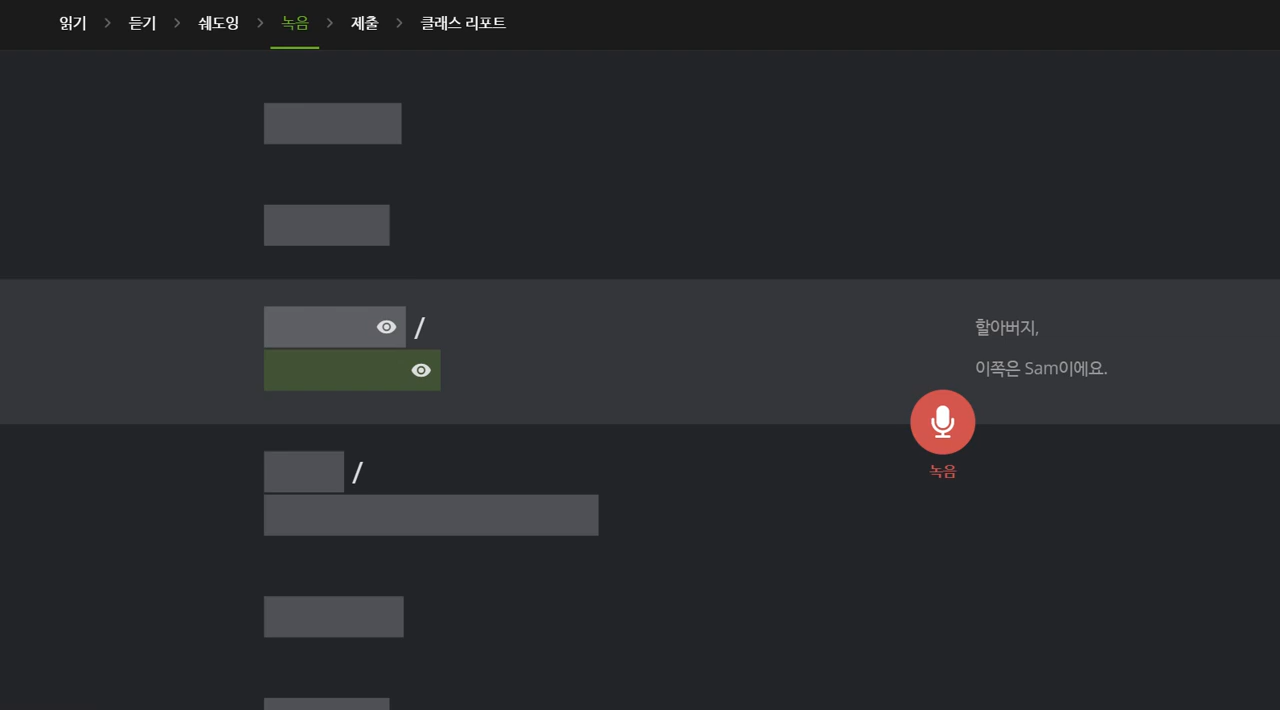 읽기 > 듣기 > 쉐도잉 > 녹음 > 제출 > 클래스 리포트
/
할아버지,
이쪽은 Sam이에요.
/
녹음